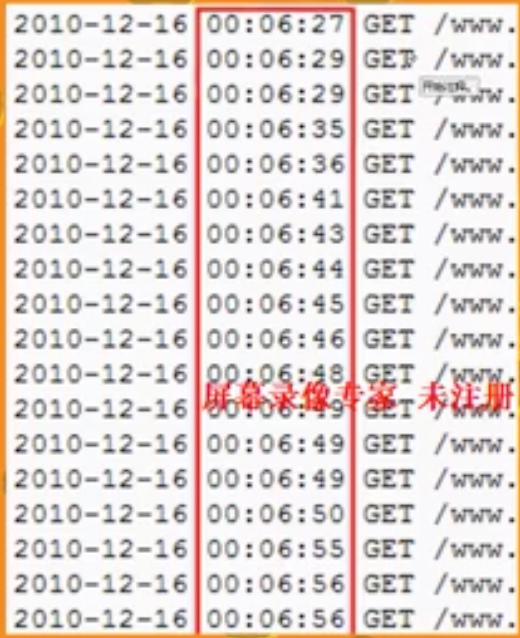 2010-12-16 00:06:27 GET /www.
2010-12-16 00:06:29 GET /www.
2010-12-16 00:06:29 GET /www.
2010-12-16 00:06:35 GET /www.
2010-12-16 00:06:36 GET /www.
2010-12-16 00:06:41 GET /www.
2010-12-16 00:06:43 GET /www.
2010-12-16 00:06:44 GET /www.
2010-12-16 00:06:45 GET /www.
2010-12-16 00:06:46 GET /www.
2010-12-16 00:06:48 GET /www.
屏幕录像专家 未注册
2010-12-16 GET /www.
2010-12-16 00:06:49 GET /www.
2010-12-16 00:06:49 GET /www.
2010-12-16 00:06:50 GET /www.
2010-12-16 00:06:55 GET /www.
2010-12-16 00:06:56 GET /www.
2010-12-16 00:06:56 GET /www.